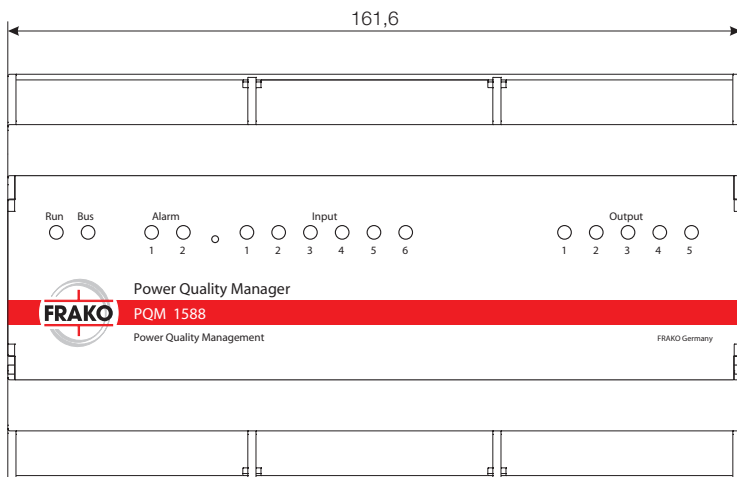 161,6
Run Bus Alarm Input Output
1 2 1 2 3 4 5 6 1 2 3 4 5
Power Quality Manager
FRAKO PQM 1588
Power Quality Management FRAKO Germany